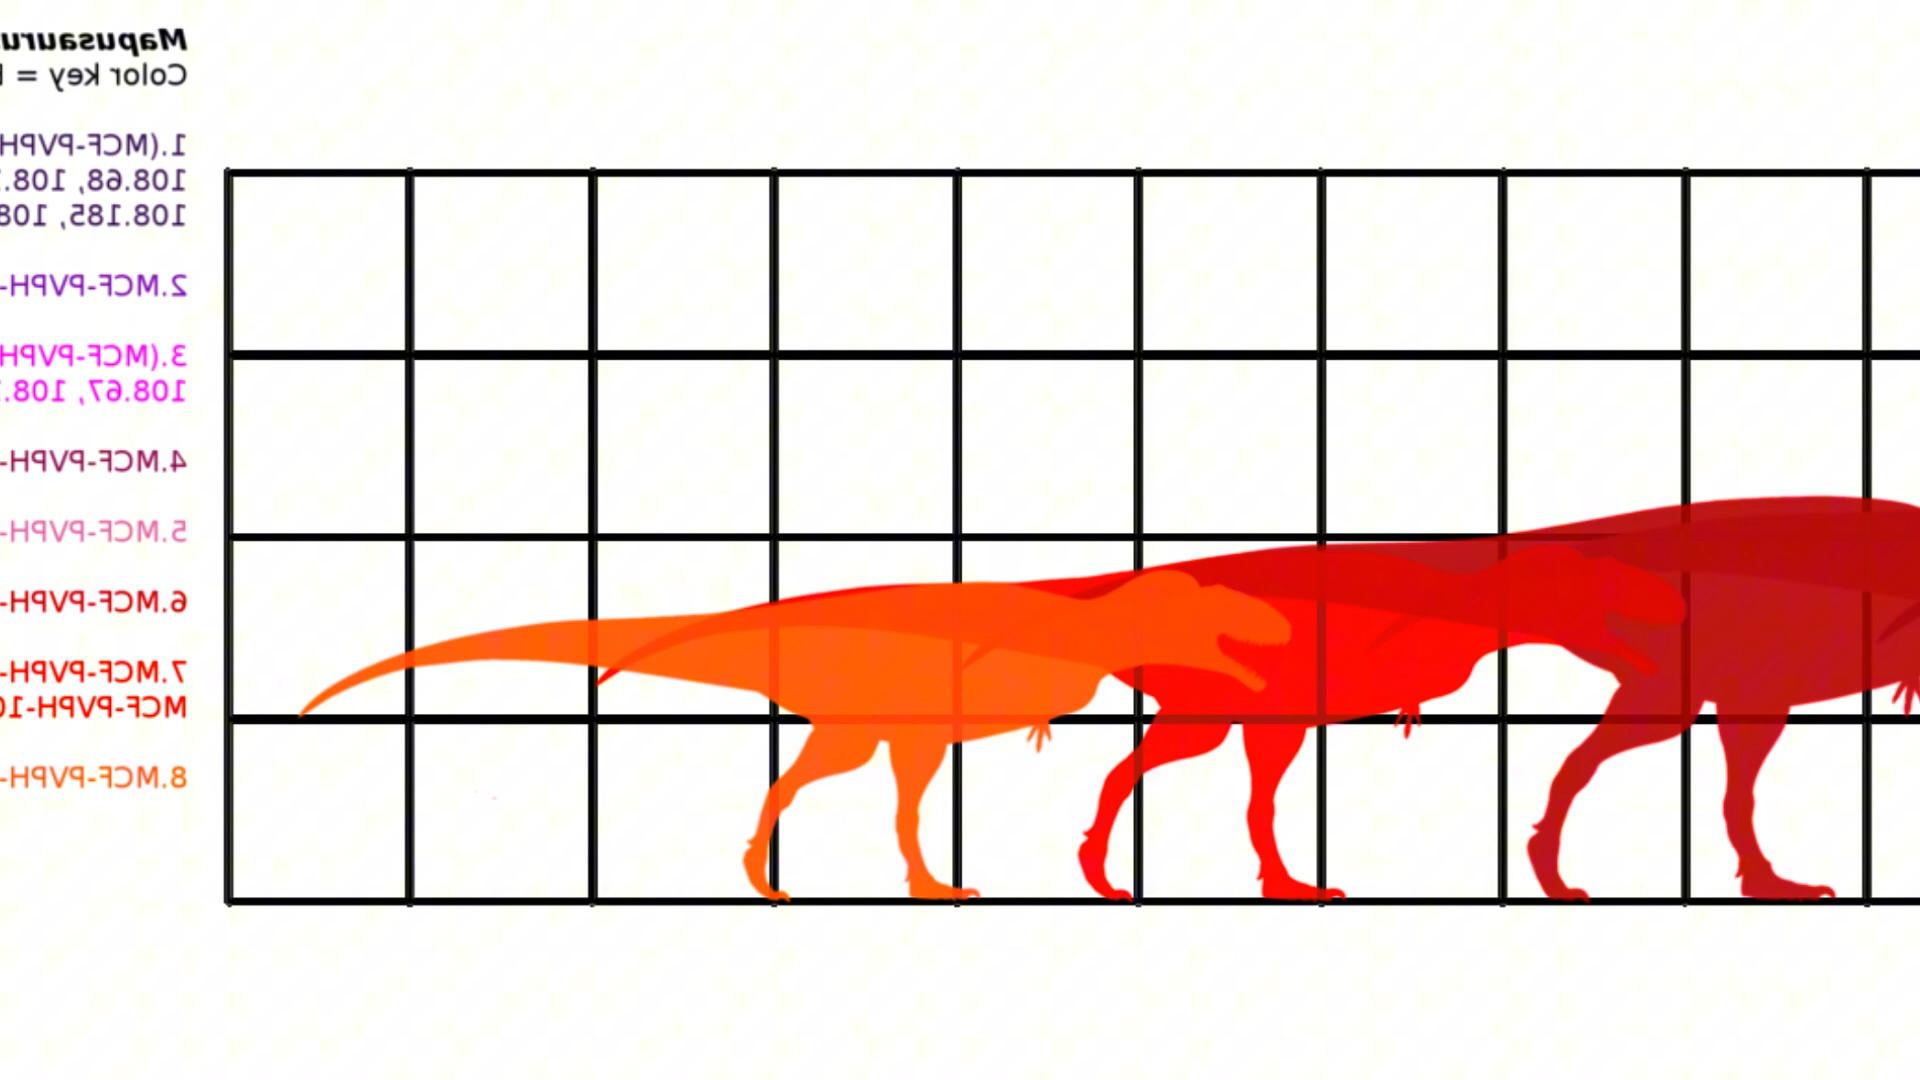 Mapusauru
Color key =
1.(MCF-PVPH
108.68, 108.
108.185, 108
2.MCF-PVPH-
3.(MCF-PVPH
108.67, 108.
4.MCF-PVPH-
5.MCF-PVPH-
6.MCF-PVPH-
7.MCF-PVPH-
MCF-PVPH-10
8.MCF-PVPH-